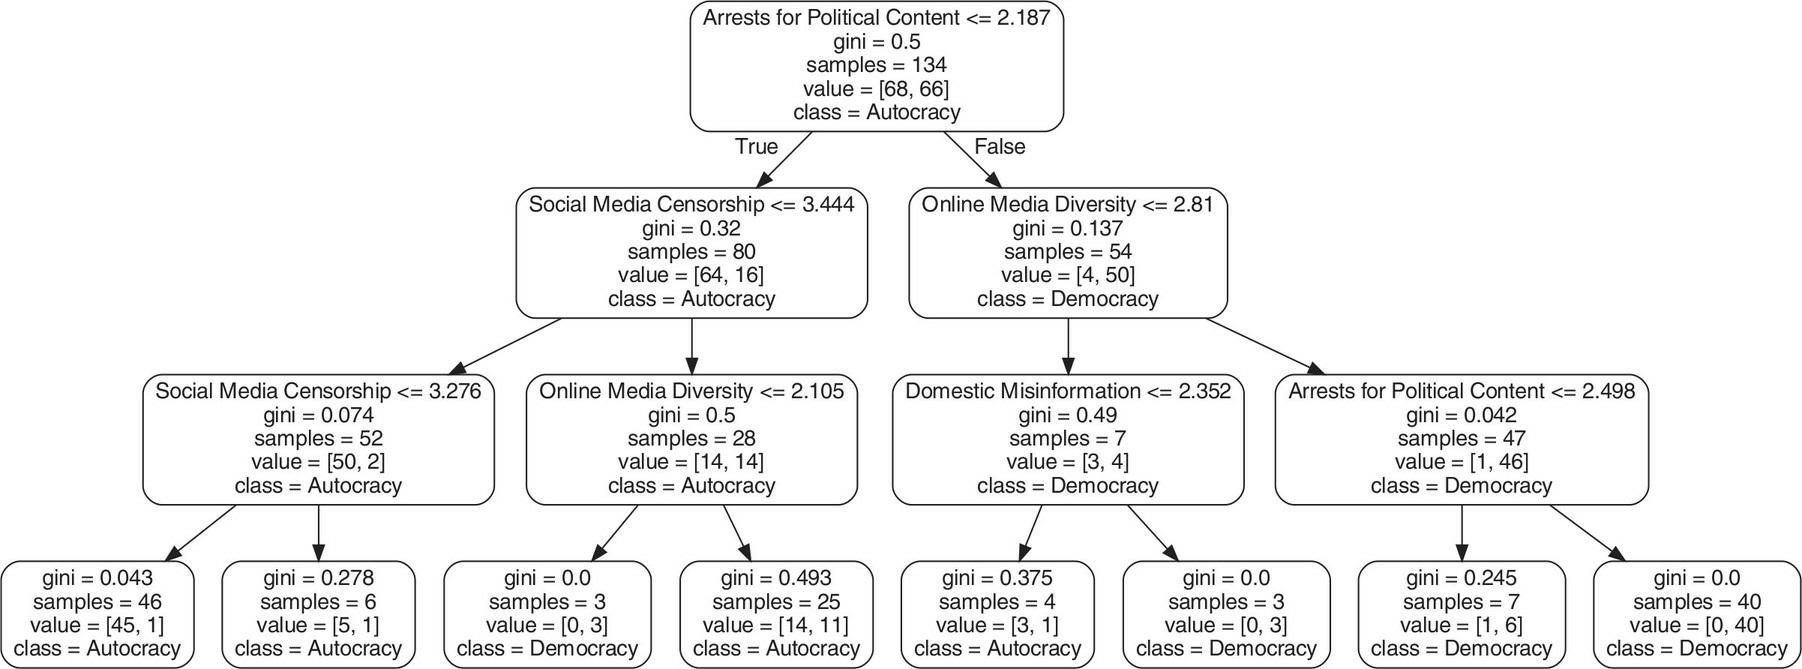 Arrests for Political Content <= 2.187
gini = 0.5
samples = 134
value = [68, 66]
class = Autocracy
True
False
Social Media Censorship <= 3.444
gini = 0.32
samples = 80
value = [64, 16]
class = Autocracy
Online Media Diversity <= 2.81
gini = 0.137
samples = 54
value = [4, 50]
class = Democracy
Social Media Censorship <= 3.276
gini = 0.074
samples = 52
value = [50, 2]
class = Autocracy
Online Media Diversity <= 2.105
gini = 0.5
samples = 28
value = [14, 14]
class = Autocracy
Domestic Misinformation <= 2.352
gini = 0.49
samples = 7
value = [3, 4]
class = Democracy
Arrests for Political Content <= 2.498
gini = 0.042
samples = 47
value = [1, 46]
class = Democracy
gini = 0.043
samples = 46
value = [45, 1]
class = Autocracy
gini = 0.278
samples = 6
value = [5, 1]
class = Autocracy
gini = 0.0
samples = 3
value = [0, 3]
class = Democracy
gini = 0.493
samples = 25
value = [14, 11]
class = Autocracy
gini = 0.375
samples = 4
value = [3, 1]
class = Autocracy
gini = 0.0
samples = 3
value = [0, 3]
class = Democracy
gini = 0.245
samples = 7
value = [1, 6]
class = Democracy
gini = 0.0
samples = 40
value = [0, 40]
class = Democracy